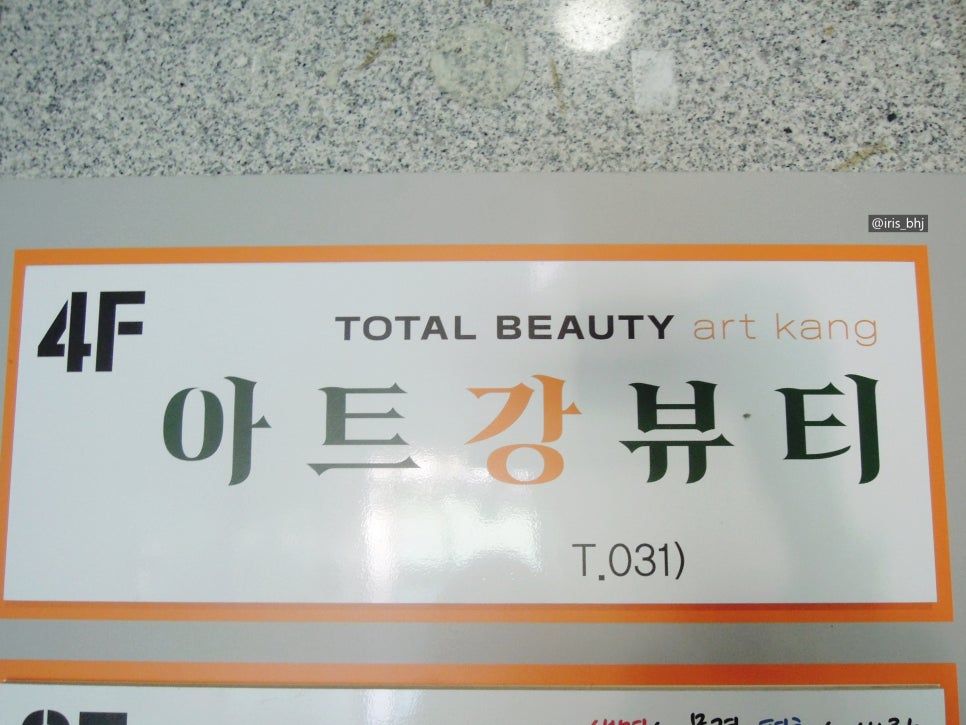 @iris_bhj
4F
TOTAL BEAUTY art kang
아트강뷰티
T.031)